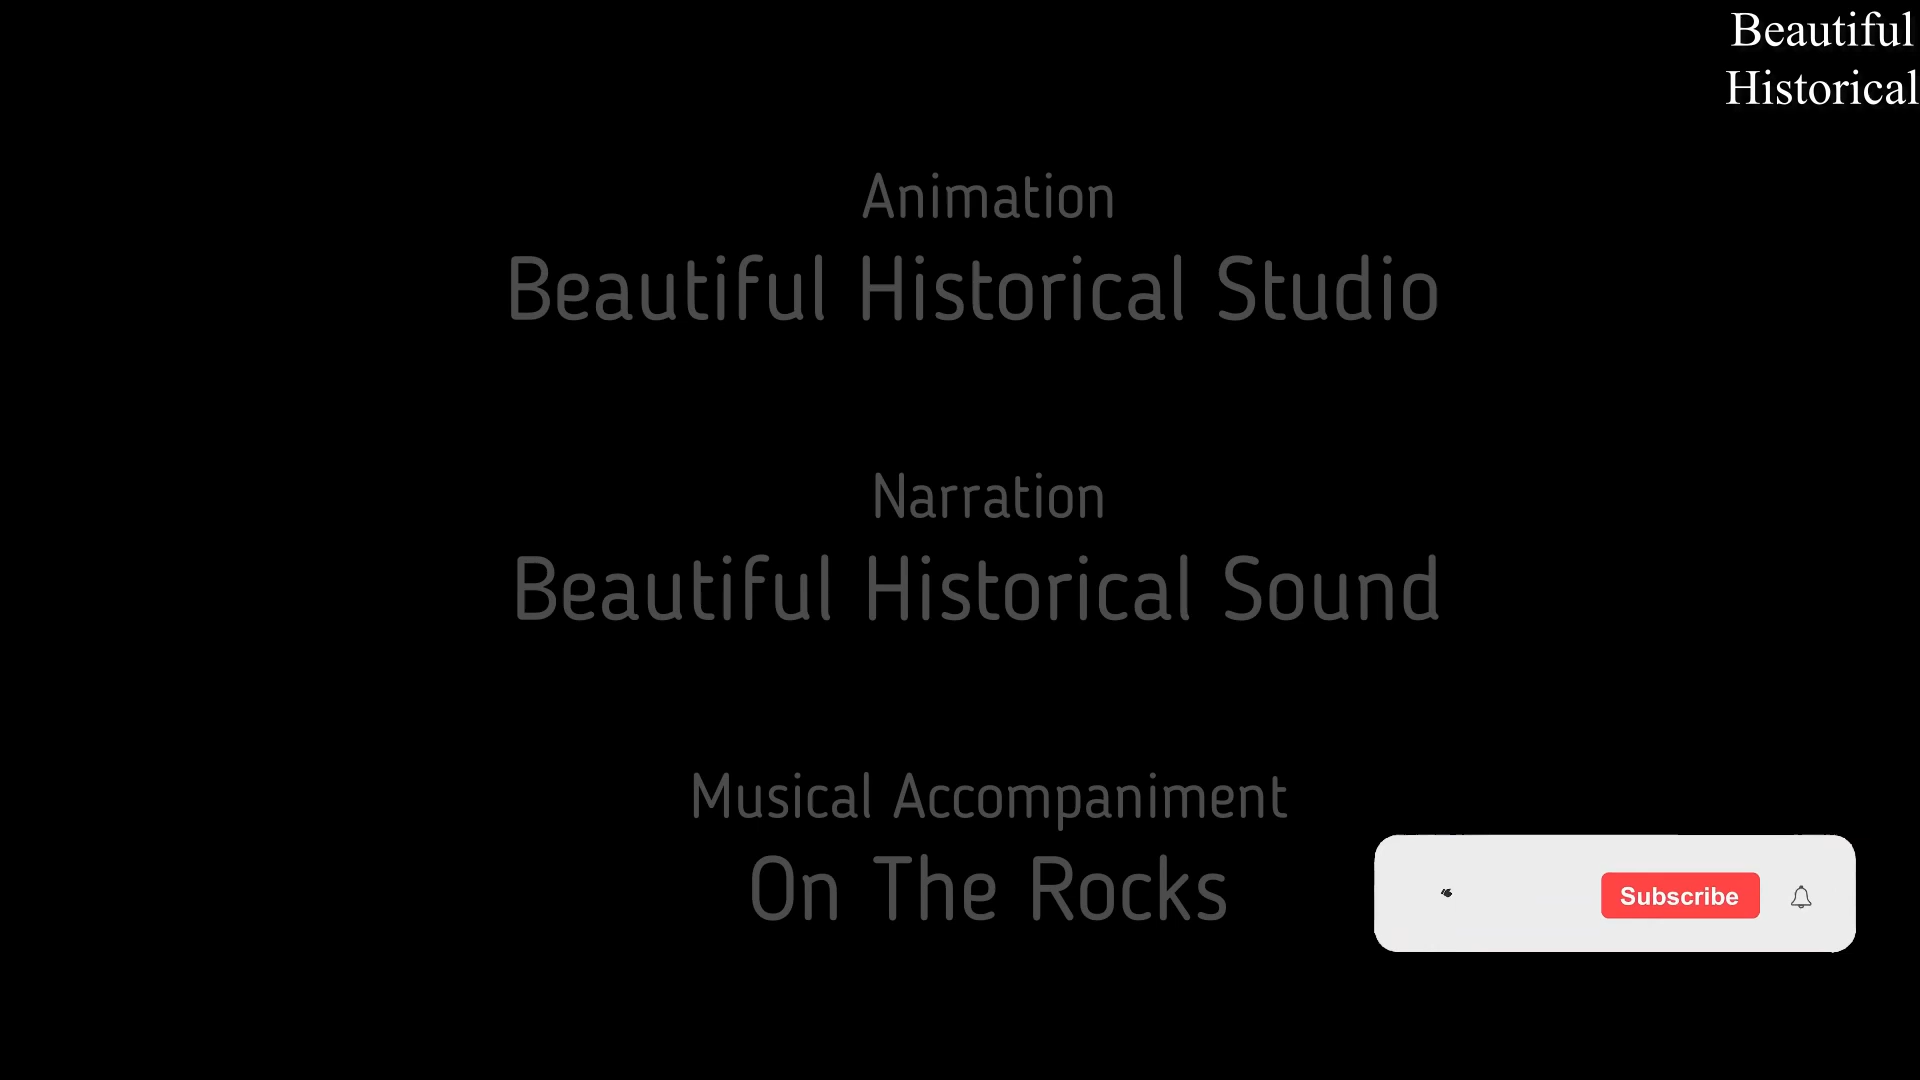 Beautiful
Historical
Animation
Beautiful Historical Studio
Narration
Beautiful Historical Sound
Musical Accompaniment
On The Rocks
Subscribe